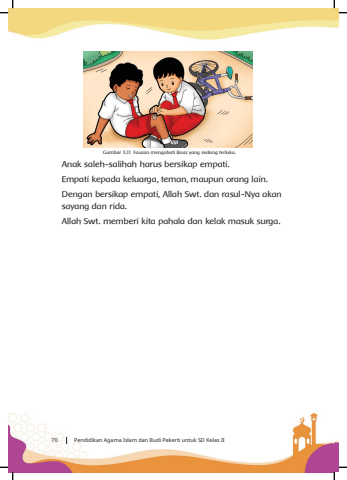 Gambar 5.11 Fauzan mengobati Boaz yang sedang terluka.
Anak saleh-salihah harus bersikap empati.
Empati kepada keluarga, teman, maupun orang lain.
Dengan bersikap empati, Allah Swt. dan rasul-Nya akan
sayang dan rida.
Allah Swt. memberi kita pahala dan kelak masuk surga.
70 | Pendidikan Agama Islam dan Budi Pekerti untuk SD Kelas II